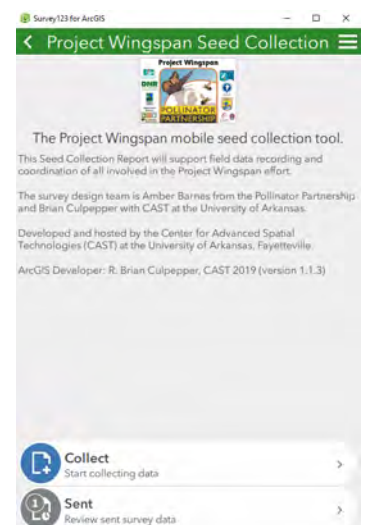 Survey123 for ArcGIS
Project Wingspan Seed Collection
Project Wingspan
DNR
POLLINATOR
PARTNERSHIP
The Project Wingspan mobile seed collection tool.
This Seed Collection Report will support field data recording and
coordination of all involved in the Project Wingspan effort.
The survey design team is Amber Barnes from the Pollinator Partnership
and Brian Culpepper with CAST at the University of Arkansas.
Developed and hosted by the Center for Advanced Spatial
Technologies (CAST) at the University of Arkansas, Fayetteville.
ArcGIS Developer: R. Brian Culpepper, CAST 2019 (version 1.1.3)
Collect
Start collecting data
1
Sent
Review sent survey data